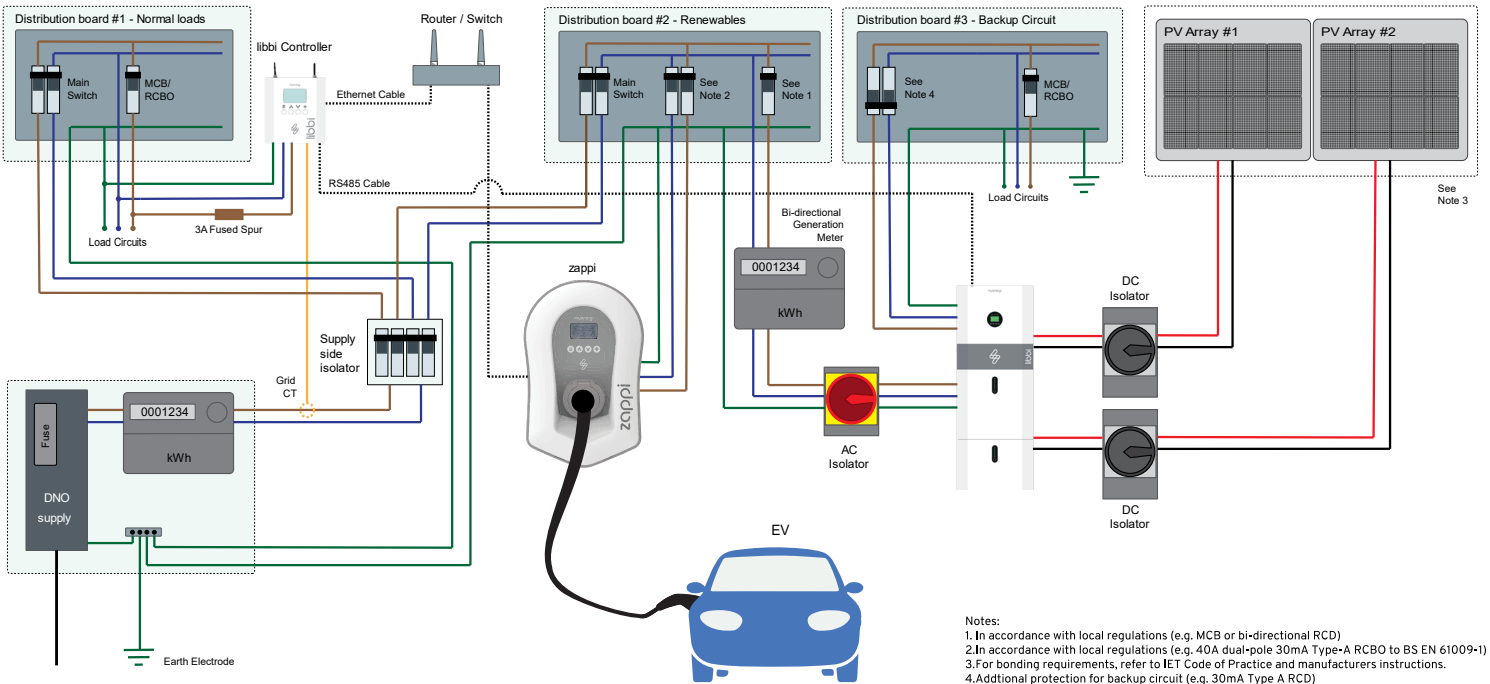 Distribution board #1 - Normal loads
Main
Switch
MCB/
RCBO
libbi Controller
libbi
Router / Switch
Ethernet Cable
RS485 Cable
3A Fused Spur
Load Circuits
Distribution board #2 - Renewables
Main
Switch
See
Note 2
See
Note 1
Distribution board #3 - Backup Circuit
See
Note 4
MCB/
RCBO
Load Circuits
PV Array #1
PV Array #2
See
Note 3
Bi-directional
Generation
Meter
0001234
kWh
zappi
zappi
libbi
DC
Isolator
Supply
side
isolator
Grid
CT
Fuse
0001234
kWh
DNO
supply
AC
Isolator
DC
Isolator
EV
Earth Electrode
Notes:
1. In accordance with local regulations (e.g. MCB or bi-directional RCD)
2.In accordance with local regulations (e.g. 40A dual-pole 30mA Type-A RCBO to BS EN 61009-1)
3.For bonding requirements, refer to IET Code of Practice and manufacturers instructions.
4.Addtional protection for backup circuit (e.g. 30mA Type A RCD)